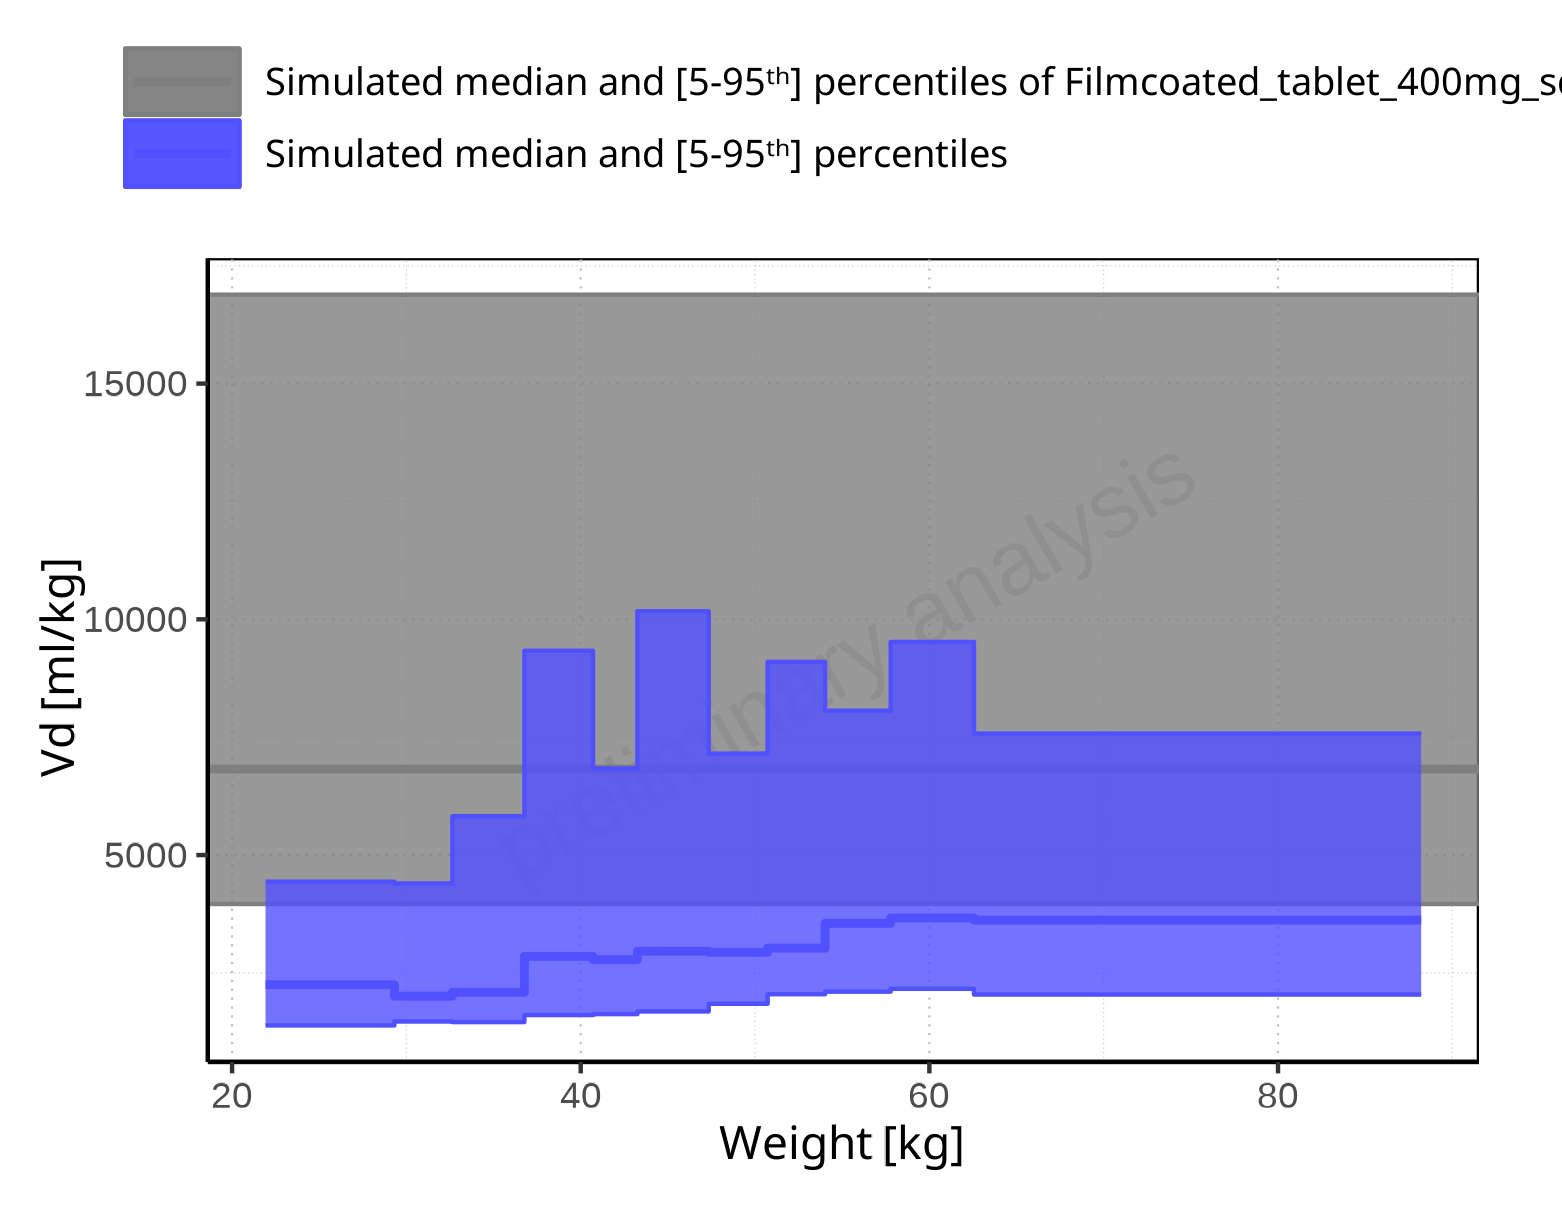 Simulated median and [5-95ᵗʰ] percentiles of Filmcoated_tablet_400mg_s
Simulated median and [5-95ᵗʰ] percentiles
15000
10000
5000
Vd [ml/kg]
preliminary analysis
20 40 60 80
Weight [kg]